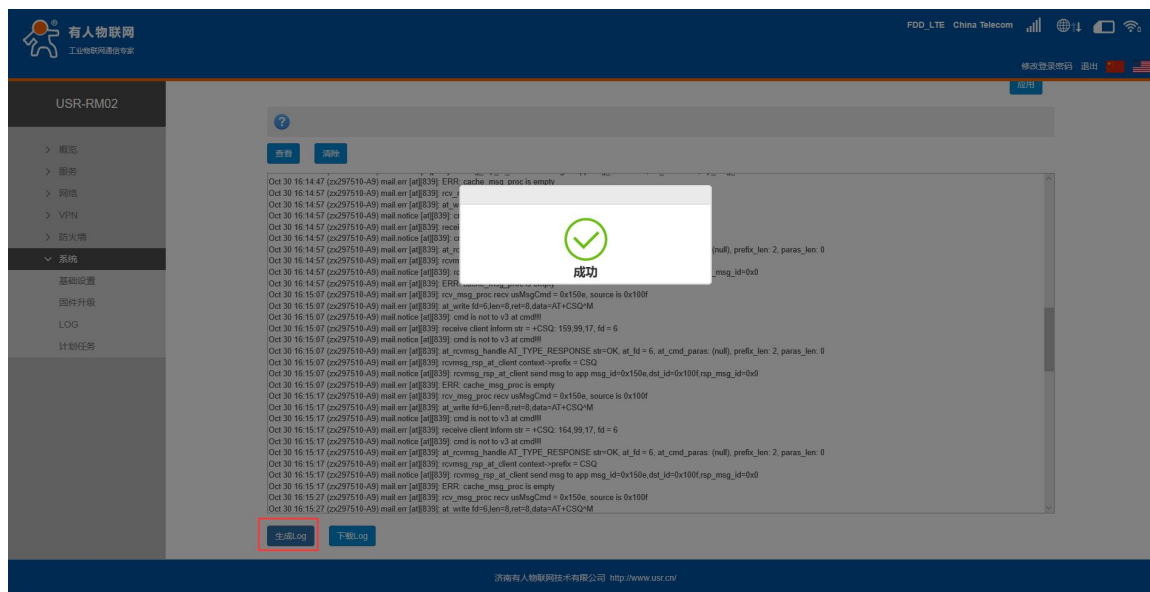 有人物联网
工业物联网通信专家
FDD_LTE China Telecom
修改登录密码 退出
应用
USR-RM02
> 概览
> 服务
> 网络
> VPN
> 防火墙
∨ 系统
基础设置
固件升级
LOG
计划任务
?
查看 清除
Oct 30 16:14:47 (zx297510-A9) mail.err [at][839]: ERR: cache_msg_proc is empty
Oct 30 16:14:57 (zx297510-A9) mail.err [at][839]: rcv_
Oct 30 16:14:57 (zx297510-A9) mail.err [at][839]: at_w
Oct 30 16:14:57 (zx297510-A9) mail.notice [at][839]: c
Oct 30 16:14:57 (zx297510-A9) mail.err [at][839]: recei
Oct 30 16:14:57 (zx297510-A9) mail.notice [at][839]: c
Oct 30 16:14:57 (zx297510-A9) mail.err [at][839]: at_rc (null), prefix_len: 2, paras_len: 0
Oct 30 16:14:57 (zx297510-A9) mail.err [at][839]: rcvm
Oct 30 16:14:57 (zx297510-A9) mail.notice [at][839]: rc _msg_id=0x0
成功
Oct 30 16:14:57 (zx297510-A9) mail.err [at][839]: ERR: cache_msg_proc is empty
Oct 30 16:15:07 (zx297510-A9) mail.err [at][839]: rcv_msg_proc recv usMsgCmd = 0x150e, source is 0x100f
Oct 30 16:15:07 (zx297510-A9) mail.err [at][839]: at_write fd=6,len=8,ret=8,data=AT+CSQ^M
Oct 30 16:15:07 (zx297510-A9) mail.notice [at][839]: cmd is not to v3 at cmd!!!!
Oct 30 16:15:07 (zx297510-A9) mail.err [at][839]: receive client inform str = +CSQ: 159,99,17, fd = 6
Oct 30 16:15:07 (zx297510-A9) mail.notice [at][839]: cmd is not to v3 at cmd!!!!
Oct 30 16:15:07 (zx297510-A9) mail.err [at][839]: at_rcvmsg_handle AT_TYPE_RESPONSE str=OK, at_fd = 6, at_cmd_paras: (null), prefix_len: 2, paras_len: 0
Oct 30 16:15:07 (zx297510-A9) mail.err [at][839]: rcvmsg_rsp_at_client context->prefix = CSQ
Oct 30 16:15:07 (zx297510-A9) mail.notice [at][839]: rcvmsg_rsp_at_client send msg to app msg_id=0x150e,dst_id=0x100f,rsp_msg_id=0x0
Oct 30 16:15:07 (zx297510-A9) mail.err [at][839]: ERR: cache_msg_proc is empty
Oct 30 16:15:17 (zx297510-A9) mail.err [at][839]: rcv_msg_proc recv usMsgCmd = 0x150e, source is 0x100f
Oct 30 16:15:17 (zx297510-A9) mail.err [at][839]: at_write fd=6,len=8,ret=8,data=AT+CSQ^M
Oct 30 16:15:17 (zx297510-A9) mail.notice [at][839]: cmd is not to v3 at cmd!!!!
Oct 30 16:15:17 (zx297510-A9) mail.err [at][839]: receive client inform str = +CSQ: 164,99,17, fd = 6
Oct 30 16:15:17 (zx297510-A9) mail.notice [at][839]: cmd is not to v3 at cmd!!!!
Oct 30 16:15:17 (zx297510-A9) mail.err [at][839]: at_rcvmsg_handle AT_TYPE_RESPONSE str=OK, at_fd = 6, at_cmd_paras: (null), prefix_len: 2, paras_len: 0
Oct 30 16:15:17 (zx297510-A9) mail.err [at][839]: rcvmsg_rsp_at_client context->prefix = CSQ
Oct 30 16:15:17 (zx297510-A9) mail.notice [at][839]: rcvmsg_rsp_at_client send msg to app msg_id=0x150e,dst_id=0x100f,rsp_msg_id=0x0
Oct 30 16:15:17 (zx297510-A9) mail.err [at][839]: ERR: cache_msg_proc is empty
Oct 30 16:15:27 (zx297510-A9) mail.err [at][839]: rcv_msg_proc recv usMsgCmd = 0x150e, source is 0x100f
Oct 30 16:15:27 (zx297510-A9) mail.err [at][839]: at_write fd=6,len=8,ret=8,data=AT+CSQ^M
生成Log 下载Log
济南有人物联网技术有限公司 http://www.usr.cn/